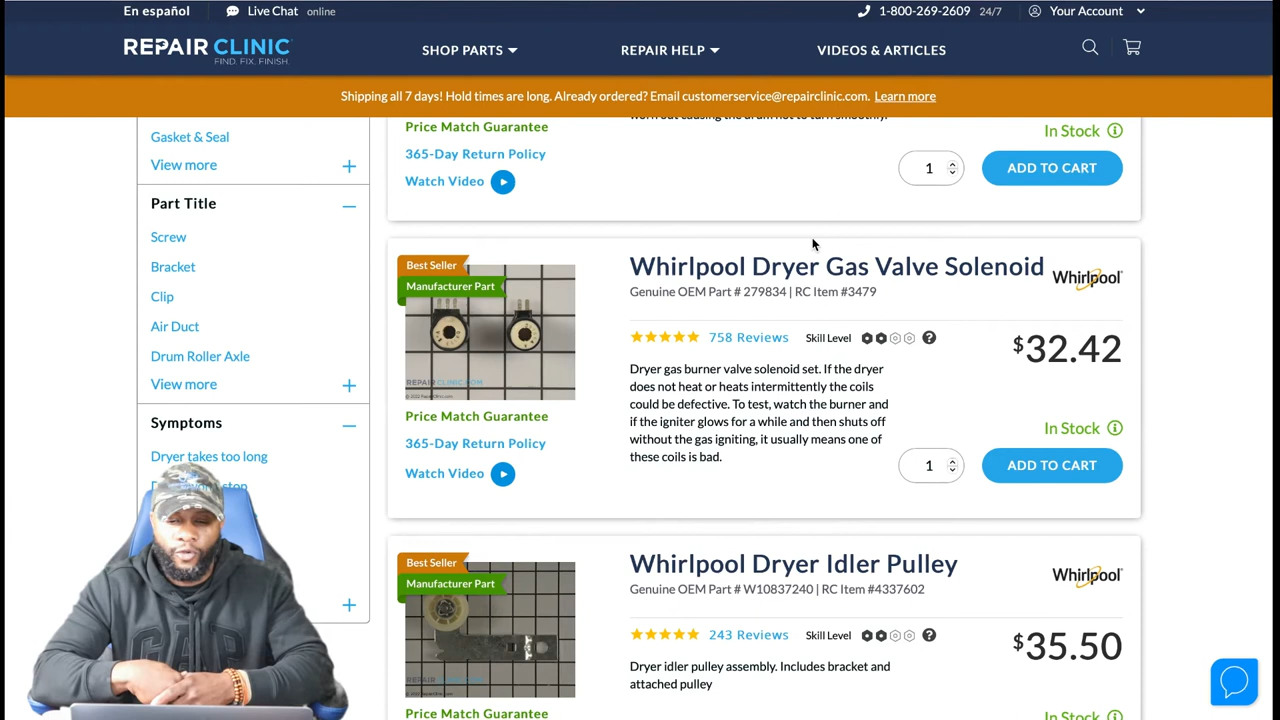 En español
Live Chat online
1-800-269-2609 24/7
Your Account
REPAIR CLINIC
FIND. FIX. FINISH.
SHOP PARTS
REPAIR HELP
VIDEOS & ARTICLES
Shipping all 7 days! Hold times are long. Already ordered? Email customerservice@repairclinic.com. Learn more
Gasket & Seal
View more
Part Title
Screw
Bracket
Clip
Air Duct
Drum Roller Axle
View more
Symptoms
Dryer takes too long
Price Match Guarantee
365-Day Return Policy
Watch Video
In Stock
1
ADD TO CART
Best Seller
Manufacturer Part
REPAIRCLINIC.COM
Price Match Guarantee
365-Day Return Policy
Watch Video
Whirlpool Dryer Gas Valve Solenoid
Genuine OEM Part # 279834 | RC Item #3479
Whirlpool
758 Reviews Skill Level
$32.42
Dryer gas burner valve solenoid set. If the dryer
does not heat or heats intermittently the coils
could be defective. To test, watch the burner and
if the igniter glows for a while and then shuts off
without the gas igniting, it usually means one of
these coils is bad.
In Stock
1
ADD TO CART
Best Seller
Manufacturer Part
Price Match Guarantee
Whirlpool Dryer Idler Pulley
Genuine OEM Part # W10837240 | RC Item #4337602
Whirlpool
243 Reviews Skill Level
$35.50
Dryer idler pulley assembly. Includes bracket and
attached pulley
In Stock
GAP